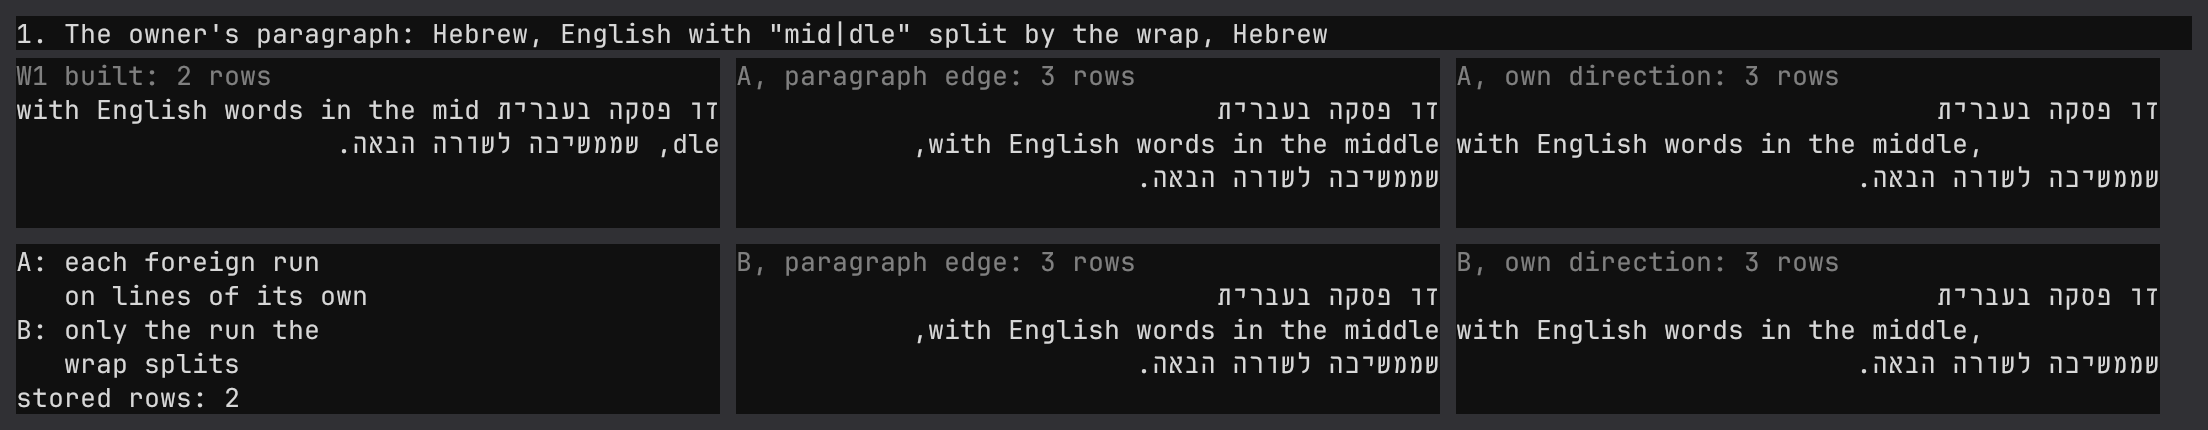 1. The owner's paragraph: Hebrew, English with "mid|dle" split by the wrap, Hebrew
W1 built: 2 rows
זו פסקה בעברית with English words in the mid
dle, שממשיכה לשורה הבאה.
A, paragraph edge: 3 rows
זו פסקה בעברית
with English words in the middle,
שממשיכה לשורה הבאה.
A, own direction: 3 rows
זו פסקה בעברית
with English words in the middle,
שממשיכה לשורה הבאה.
A: each foreign run
on lines of its own
B: only the run the
wrap splits
stored rows: 2
B, paragraph edge: 3 rows
זו פסקה בעברית
with English words in the middle,
שממשיכה לשורה הבאה.
B, own direction: 3 rows
זו פסקה בעברית
with English words in the middle,
שממשיכה לשורה הבאה.